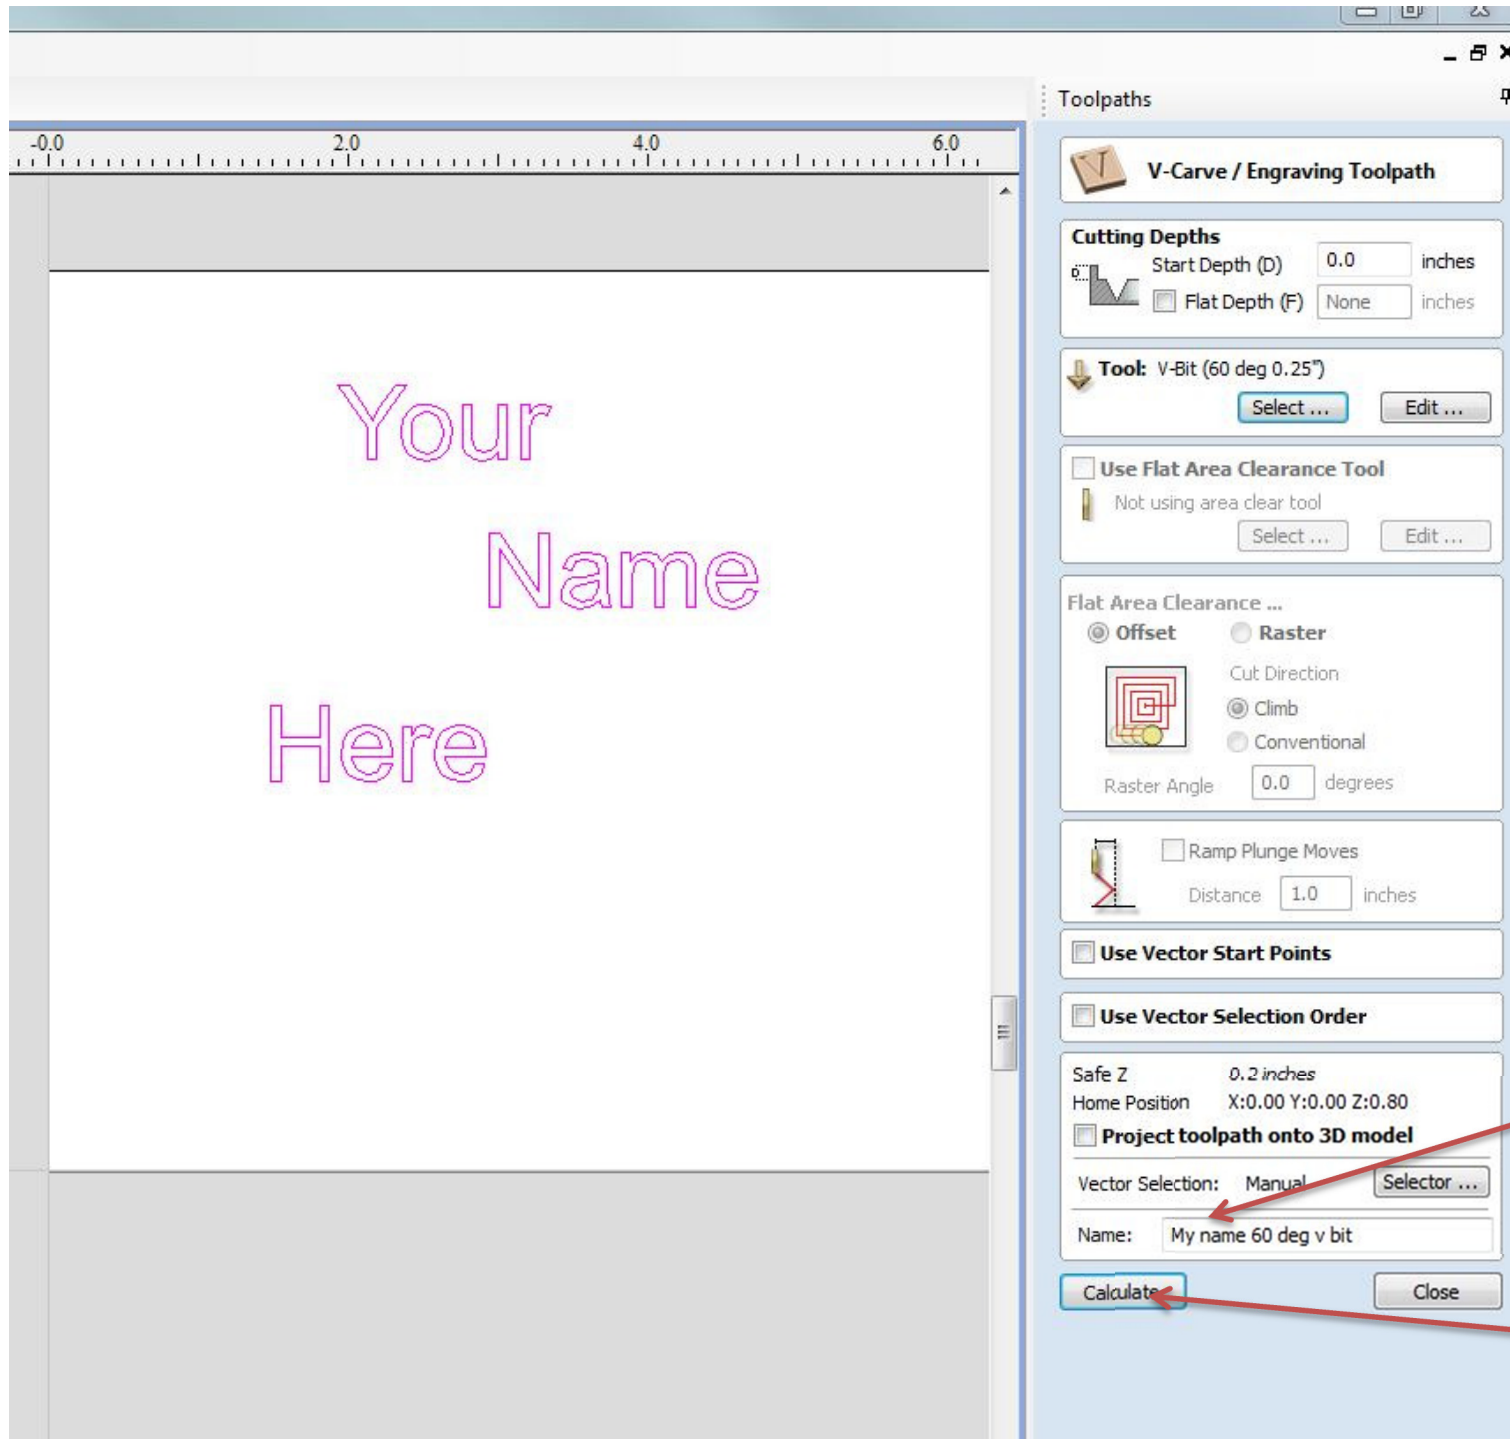 Toolpaths
-0.0 2.0 4.0 6.0
V-Carve / Engraving Toolpath
Cutting Depths
D
Start Depth (D) 0.0 inches
Flat Depth (F) None inches
Tool: V-Bit (60 deg 0.25")
Select ... Edit ...
Use Flat Area Clearance Tool
Not using area clear tool
Select ... Edit ...
Flat Area Clearance ...
Offset Raster
Cut Direction
Climb
Conventional
Raster Angle 0.0 degrees
Ramp Plunge Moves
Distance 1.0 inches
Use Vector Start Points
Use Vector Selection Order
Safe Z 0.2 inches
Home Position X:0.00 Y:0.00 Z:0.80
Project toolpath onto 3D model
Vector Selection: Manual Selector ...
Name: My name 60 deg v bit
Calculate Close
Your
Name
Here